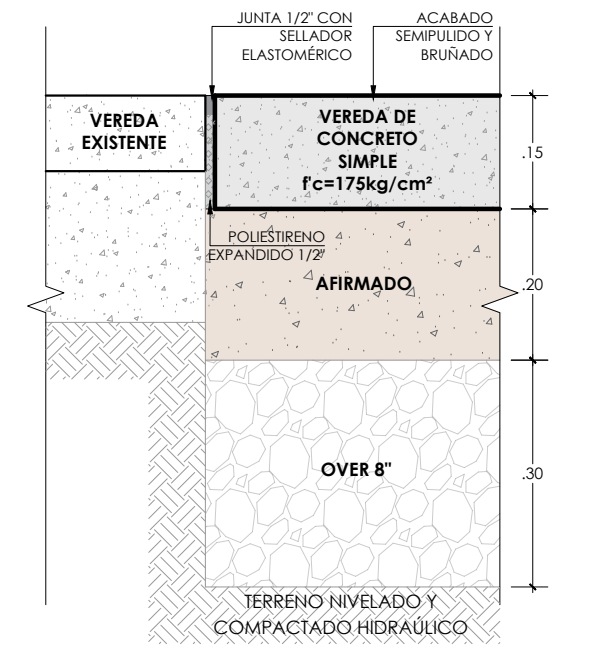 JUNTA 1/2" CON
SELLADOR
ELASTOMÉRICO
ACABADO
SEMIPULIDO Y
BRUÑADO
VEREDA
EXISTENTE
VEREDA DE
CONCRETO
SIMPLE
f'c=175kg/cm²
.15
POLIESTIRENO
EXPANDIDO 1/2"
AFIRMADO
.20
OVER 8"
.30
TERRENO NIVELADO Y
COMPACTADO HIDRAÚLICO